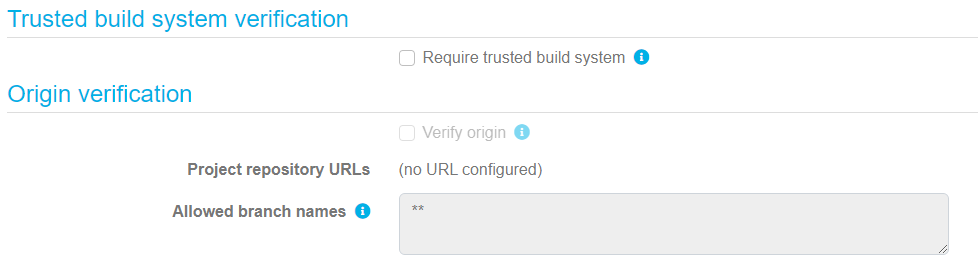 Trusted build system verification
Require trusted build system
Origin verification
Verify origin
Project repository URLs (no URL configured)
Allowed branch names **